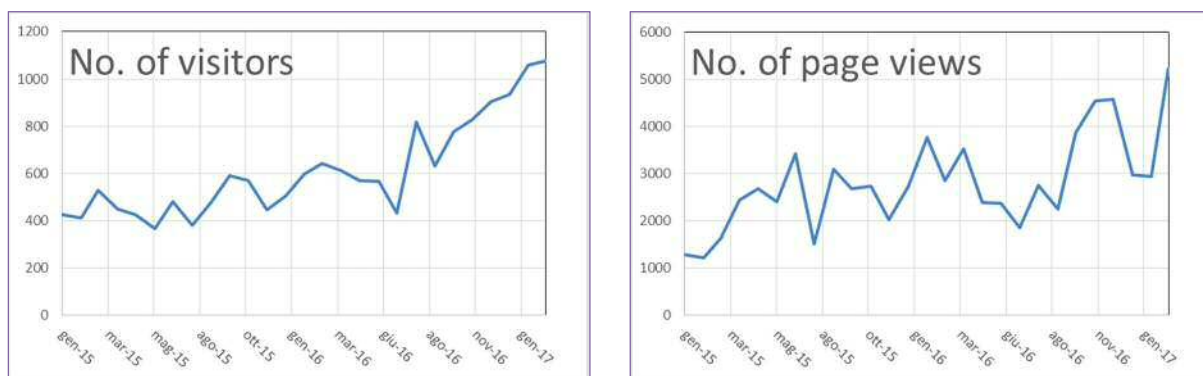 No. of visitors
1200
1000
800
600
400
200
0
gen-15
mar-15
mag-15
ago-15
ott-15
gen-16
mar-16
giu-16
ago-16
nov-16
gen-17
No. of page views
6000
5000
4000
3000
2000
1000
0
gen-15
mar-15
mag-15
ago-15
ott-15
gen-16
mar-16
giu-16
ago-16
nov-16
gen-17